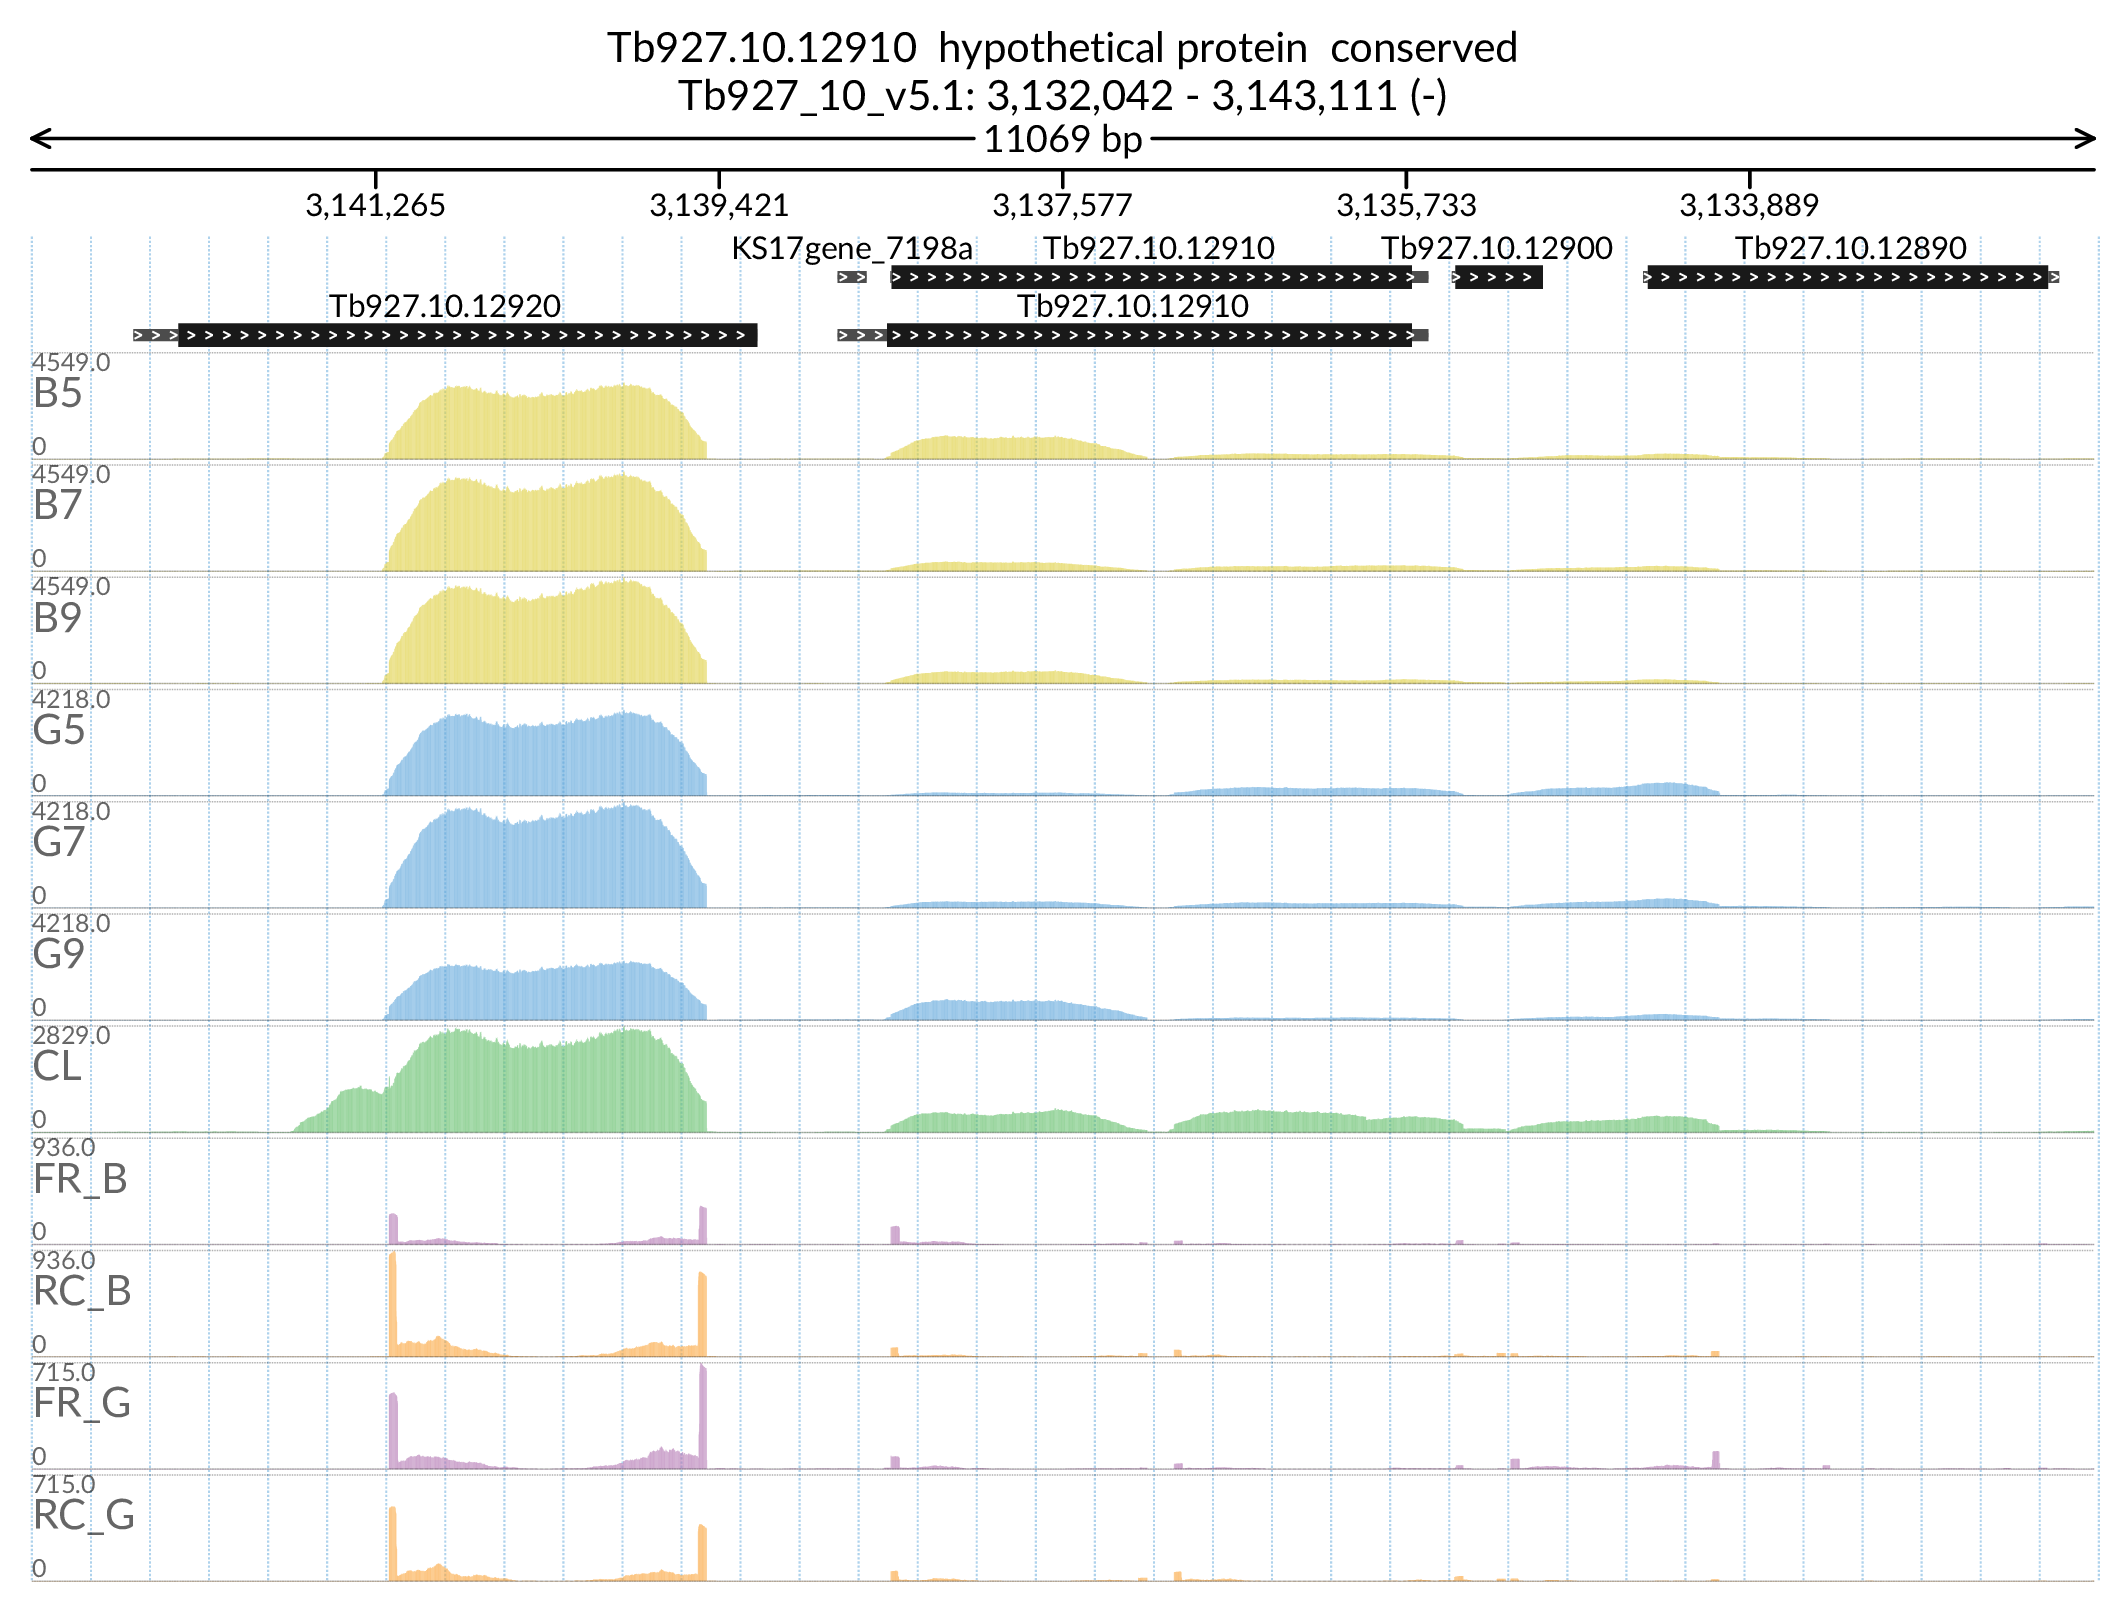 Tb927.10.12910  hypothetical protein  conserved
Tb927_10_v5.1: 3,132,042 - 3,143,111 (-)
11069 bp
3,141,265 3,139,421 3,137,577 3,135,733 3,133,889
KS17gene_7198a Tb927.10.12910 Tb927.10.12900 Tb927.10.12890
Tb927.10.12920 Tb927.10.12910
4549.0
B5
0
4549.0
B7
0
4549.0
B9
0
4218.0
G5
0
4218.0
G7
0
4218.0
G9
0
2829.0
CL
0
936.0
FR_B
0
936.0
RC_B
0
715.0
FR_G
0
715.0
RC_G
0